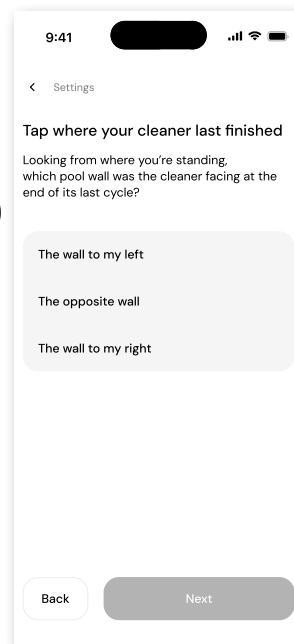 9:41
Settings
Tap where your cleaner last finished
Looking from where you’re standing,
which pool wall was the cleaner facing at the
end of its last cycle?
The wall to my left
The opposite wall
The wall to my right
Back
Next